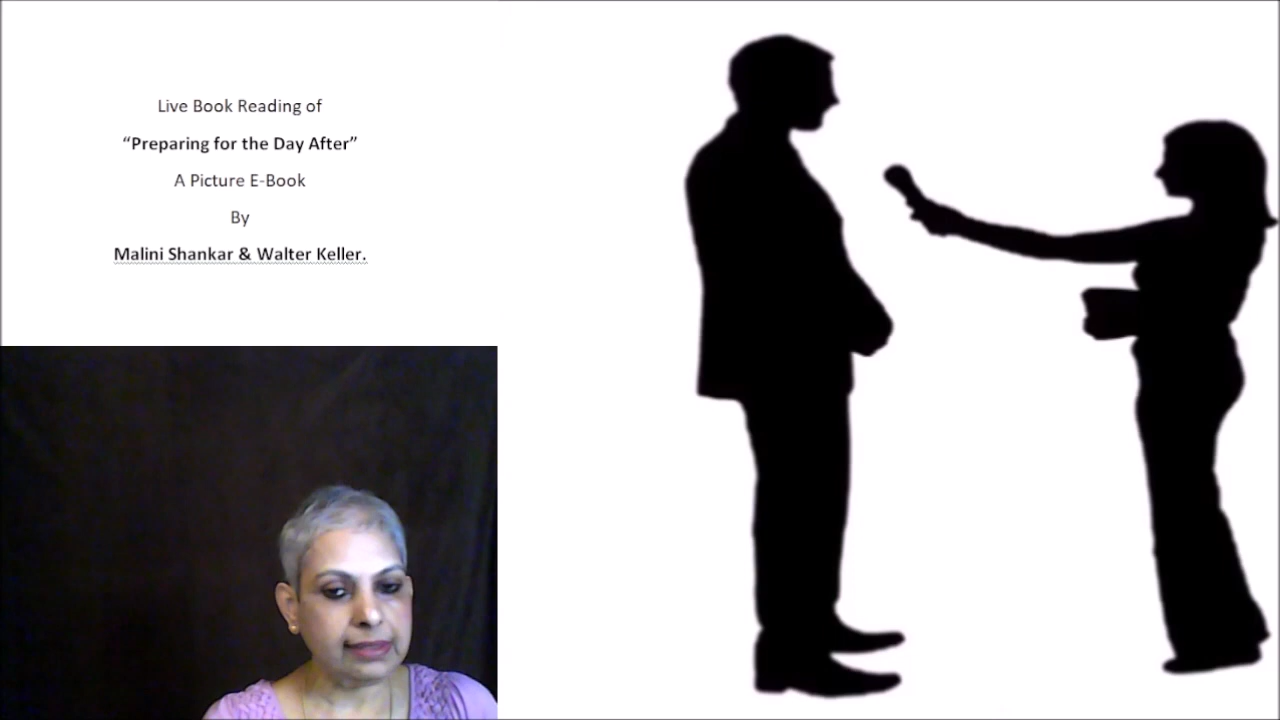 Live Book Reading of
“Preparing for the Day After”
A Picture E-Book
By
Malini Shankar & Walter Keller.